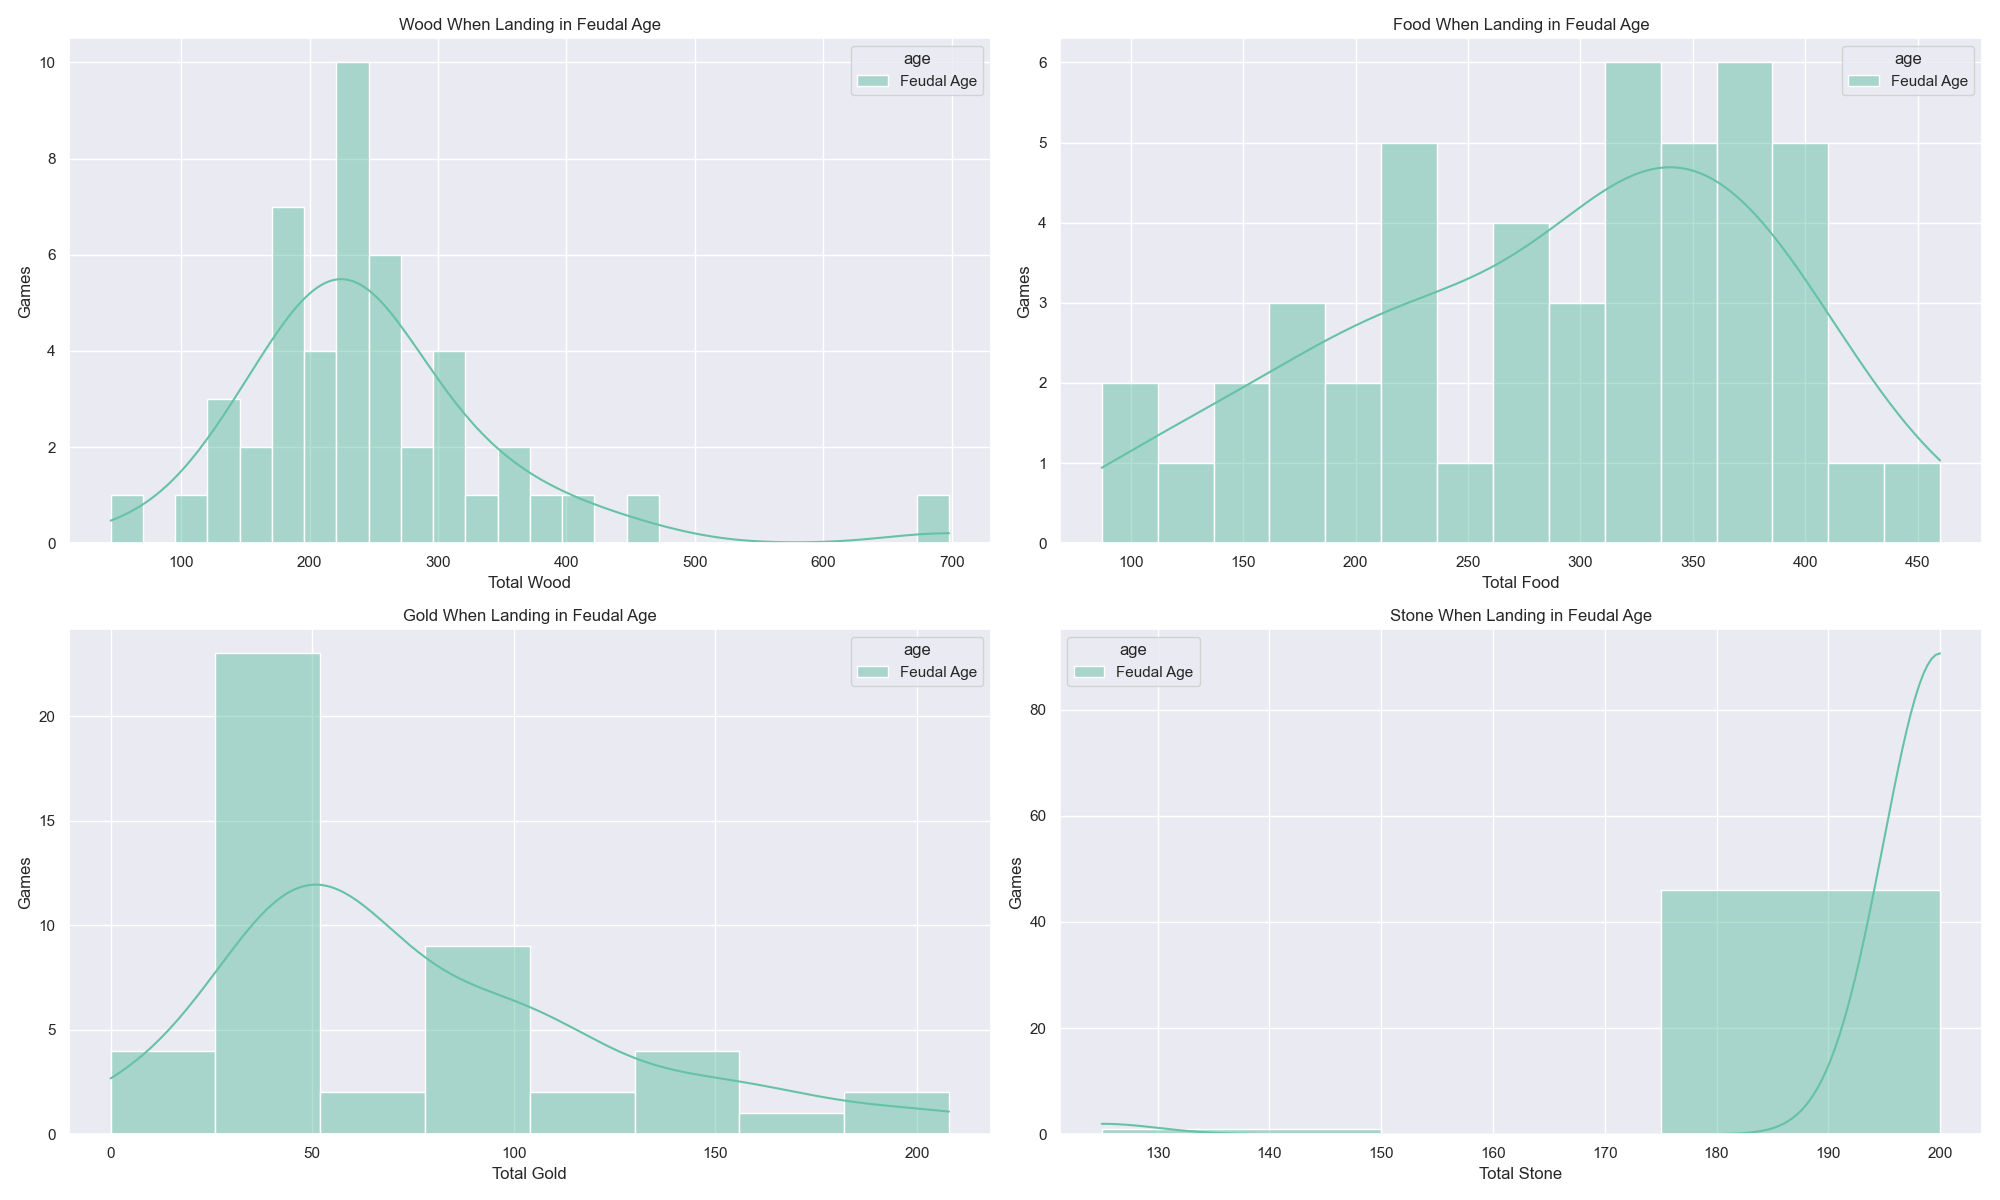 Wood When Landing in Feudal Age
age
Feudal Age
10
8
6
4
2
0
Games
100 200 300 400 500 600 700
Total Wood
Food When Landing in Feudal Age
age
Feudal Age
6
5
4
3
2
1
0
Games
100 150 200 250 300 350 400 450
Total Food
Gold When Landing in Feudal Age
age
Feudal Age
20
15
10
5
0
Games
0 50 100 150 200
Total Gold
Stone When Landing in Feudal Age
age
Feudal Age
80
60
40
20
0
Games
130 140 150 160 170 180 190 200
Total Stone